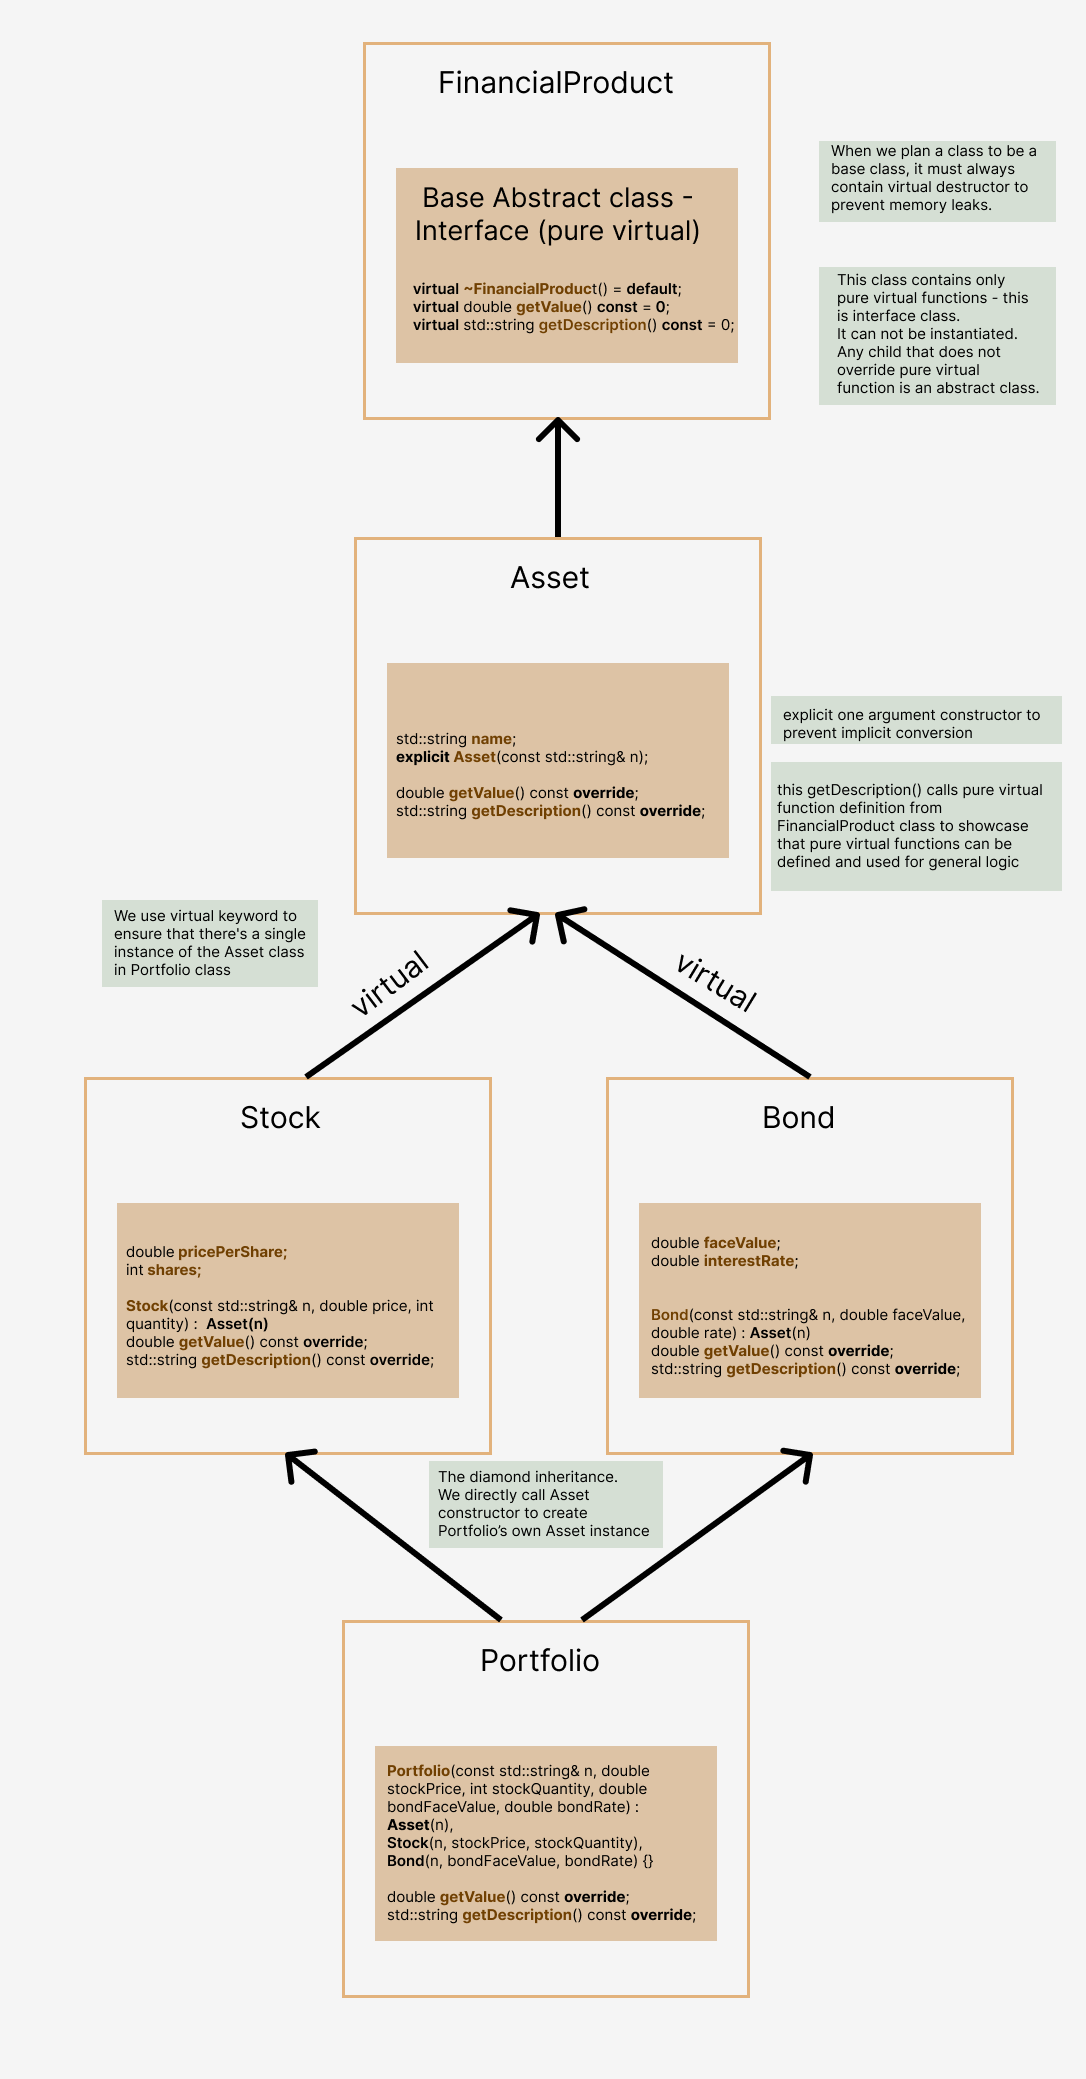 FinancialProduct
When we plan a class to be a
base class, it must always
contain virtual destructor to
prevent memory leaks.
Base Abstract class -
Interface (pure virtual)
virtual ~FinancialProduct() = default;
virtual double getValue() const = 0;
virtual std::string getDescription() const = 0;
This class contains only
pure virtual functions - this
is interface class.
It can not be instantiated.
Any child that does not
override pure virtual
function is an abstract class.
Asset
std::string name;
explicit Asset(const std::string& n);
double getValue() const override;
std::string getDescription() const override;
explicit one argument constructor to
prevent implicit conversion
this getDescription() calls pure virtual
function definition from
FinancialProduct class to showcase
that pure virtual functions can be
defined and used for general logic
We use virtual keyword to
ensure that there's a single
instance of the Asset class
in Portfolio class
virtual
virtual
Stock
double pricePerShare;
int shares;
Stock(const std::string& n, double price, int
quantity) :  Asset(n)
double getValue() const override;
std::string getDescription() const override;
Bond
double faceValue;
double interestRate;
Bond(const std::string& n, double faceValue,
double rate) : Asset(n)
double getValue() const override;
std::string getDescription() const override;
The diamond inheritance.
We directly call Asset
constructor to create
Portfolio’s own Asset instance
Portfolio
Portfolio(const std::string& n, double
stockPrice, int stockQuantity, double
bondFaceValue, double bondRate) :
Asset(n),
Stock(n, stockPrice, stockQuantity),
Bond(n, bondFaceValue, bondRate) {}
double getValue() const override;
std::string getDescription() const override;